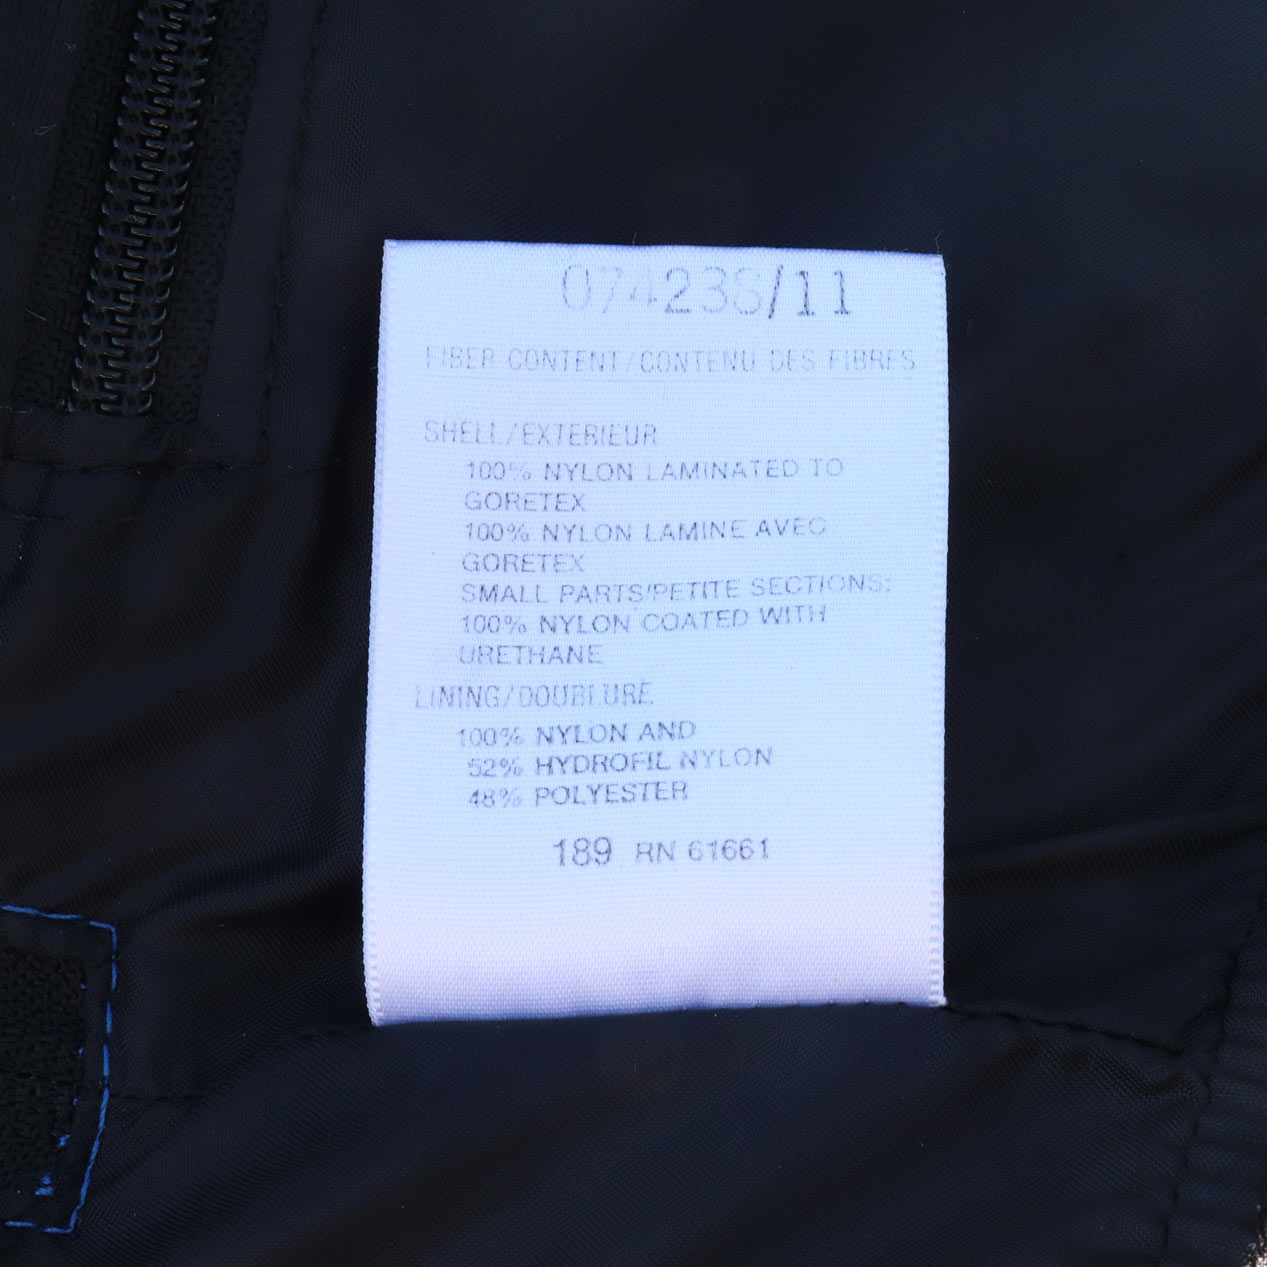 074238/11
FIBER CONTENT/CONTENU DES FIBRES
SHELL/EXTERIEUR
100% NYLON LAMINATED TO
GORETEX
100% NYLON LAMINE AVEC
GORETEX
SMALL PARTS/PETITE SECTIONS:
100% NYLON COATED WITH
URETHANE
LINING/DOUBLURE
100% NYLON AND
52% HYDROFIL NYLON
48% POLYESTER
189 RN 61661